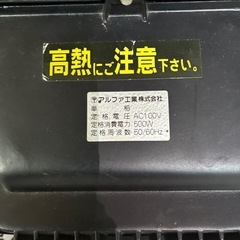 高熱にご注意下さい。
アルファ工業株式会社
定格電圧 AC100V
定格消費電力 500W
定格周波数 50/60Hz